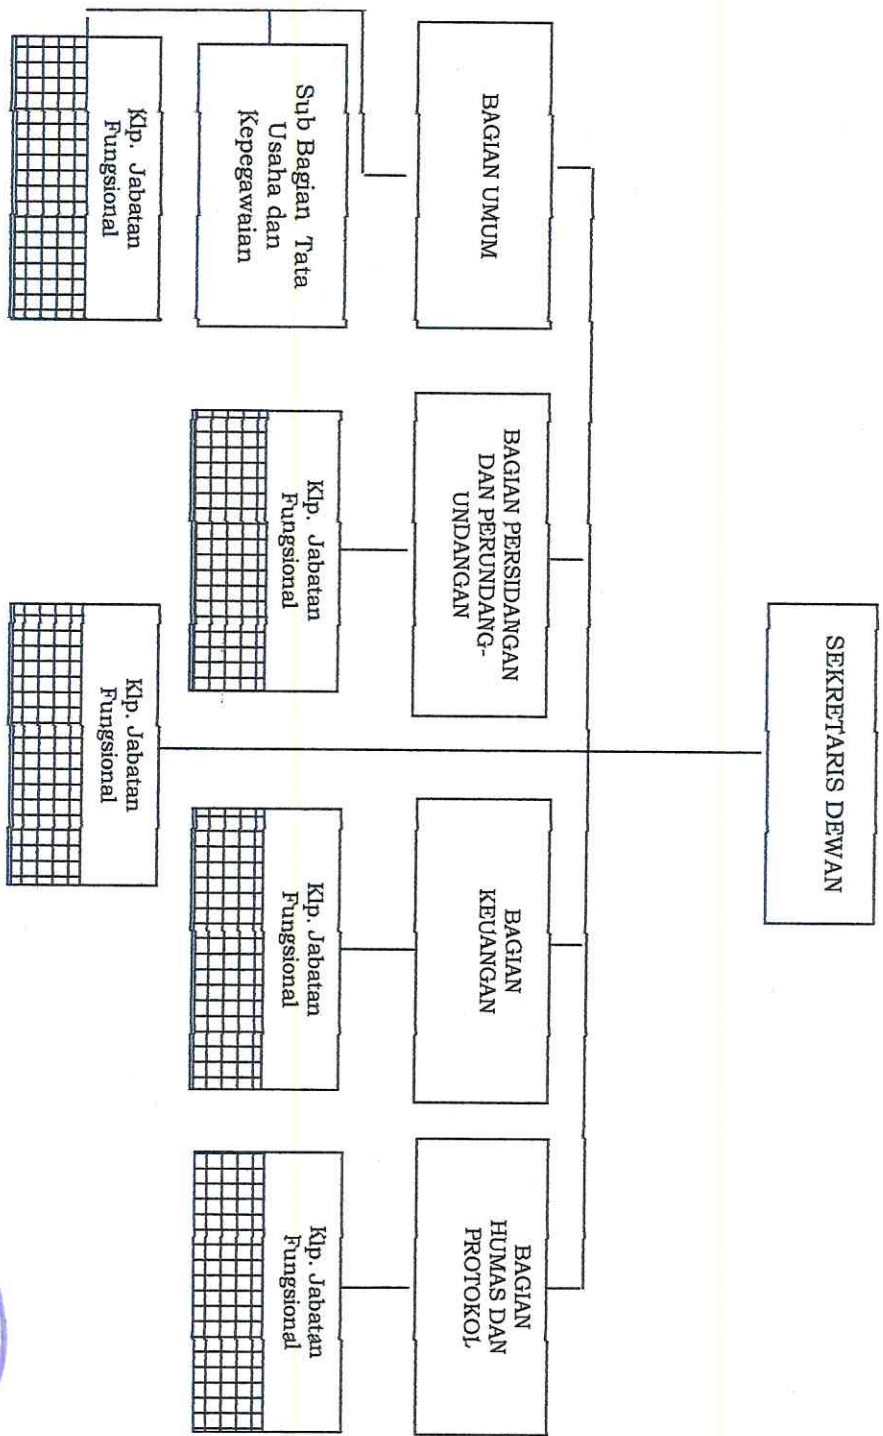 SEKRETARIS DEWAN
BAGIAN UMUM
BAGIAN PERSIDANGAN
DAN PERUNDANG-
UNDANGAN
BAGIAN
KEUANGAN
BAGIAN
HUMAS DAN
PROTOKOL
Sub Bagian Tata
Usaha dan
Kepegawaian
Klp. Jabatan
Fungsional
Klp. Jabatan
Fungsional
Klp. Jabatan
Fungsional
Klp. Jabatan
Fungsional
Klp. Jabatan
Fungsional